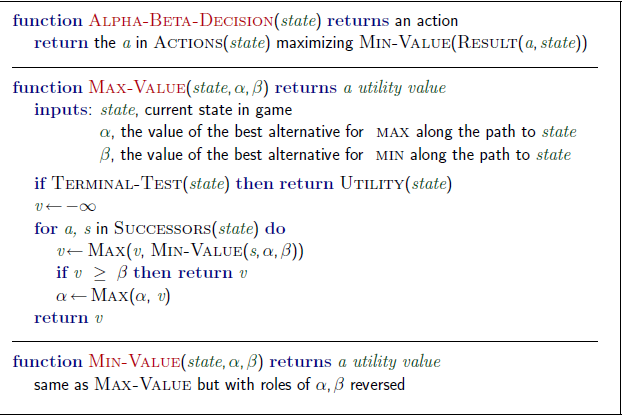 function ALPHA-BETA-DECISION(state) returns an action
return the a in ACTIONS(state) maximizing MIN-VALUE(RESULT(a, state))
function MAX-VALUE(state, α, β) returns a utility value
inputs: state, current state in game
α, the value of the best alternative for MAX along the path to state
β, the value of the best alternative for MIN along the path to state
if TERMINAL-TEST(state) then return UTILITY(state)
v ← −∞
for a, s in SUCCESSORS(state) do
v ← MAX(v, MIN-VALUE(s, α, β))
if v ≥ β then return v
α ← MAX(α, v)
return v
function MIN-VALUE(state, α, β) returns a utility value
same as MAX-VALUE but with roles of α, β reversed